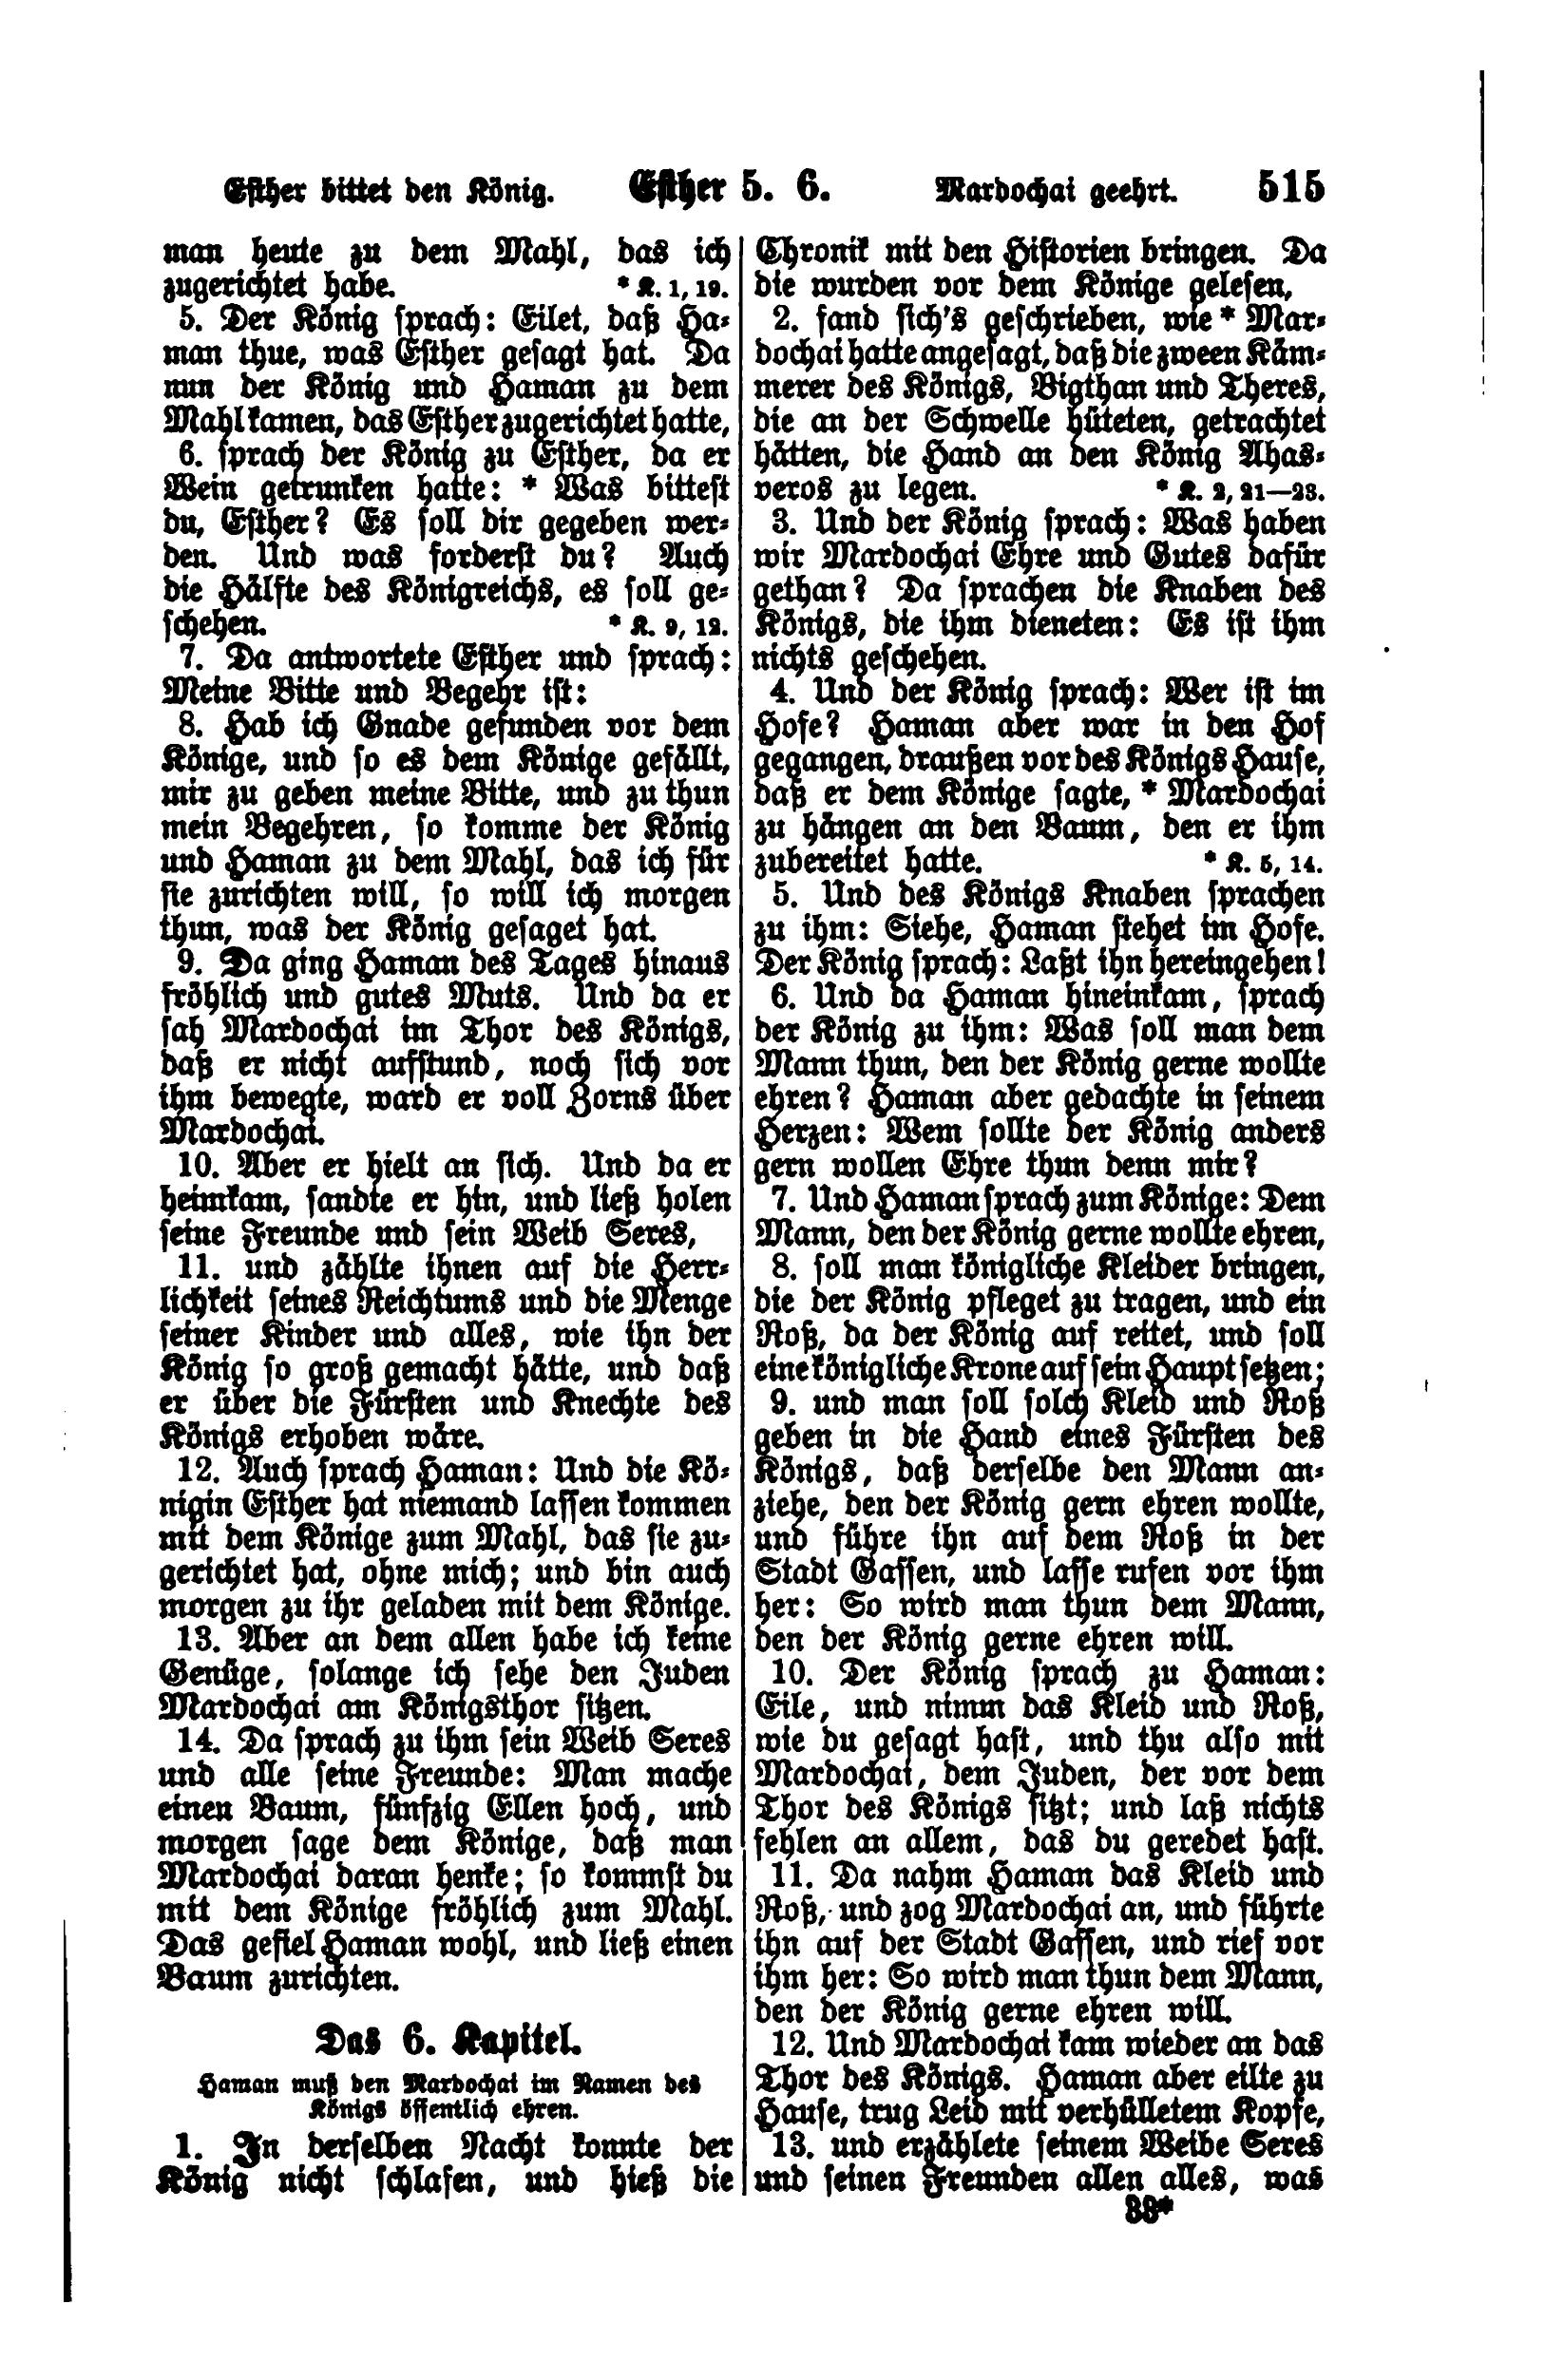 Esther bittet den König. Esther 5. 6. Mardochai geehrt. 515
man heute zu dem Mahl, das ich
zugerichtet habe. * K. 1, 19.
5. Der König sprach: Eilet, daß Ha-
man thue, was Esther gesagt hat. Da
nun der König und Haman zu dem
Mahl kamen, das Esther zugerichtet hatte,
6. sprach der König zu Esther, da er
Wein getrunken hatte: * Was bittest
du, Esther? Es soll dir gegeben wer-
den. Und was forderst du? Auch
die Hälfte des Königreichs, es soll ge-
schehen. * K. 9, 12.
7. Da antwortete Esther und sprach:
Meine Bitte und Begehr ist:
8. Hab ich Gnade gefunden vor dem
Könige, und so es dem Könige gefällt,
mir zu geben meine Bitte, und zu thun
mein Begehren, so komme der König
und Haman zu dem Mahl, das ich für
sie zurichten will, so will ich morgen
thun, was der König gesaget hat.
9. Da ging Haman des Tages hinaus
fröhlich und gutes Muts. Und da er
sah Mardochai im Thor des Königs,
daß er nicht aufstund, noch sich vor
ihm bewegte, ward er voll Zorns über
Mardochai.
10. Aber er hielt an sich. Und da er
heimkam, sandte er hin, und ließ holen
seine Freunde und sein Weib Seres,
11. und zählte ihnen auf die Herr-
lichkeit seines Reichtums und die Menge
seiner Kinder und alles, wie ihn der
König so groß gemacht hätte, und daß
er über die Fürsten und Knechte des
Königs erhoben wäre.
12. Auch sprach Haman: Und die Kö-
nigin Esther hat niemand lassen kommen
mit dem Könige zum Mahl, das sie zu-
gerichtet hat, ohne mich; und bin auch
morgen zu ihr geladen mit dem Könige.
13. Aber an dem allen habe ich keine
Genüge, solange ich sehe den Juden
Mardochai am Königsthor sitzen.
14. Da sprach zu ihm sein Weib Seres
und alle seine Freunde: Man mache
einen Baum, fünfzig Ellen hoch, und
morgen sage dem Könige, daß man
Mardochai daran henke; so kommst du
mit dem Könige fröhlich zum Mahl.
Das gefiel Haman wohl, und ließ einen
Baum zurichten.
Das 6. Kapitel.
Haman muß den Mardochai im Namen des
Königs öffentlich ehren.
1. In derselben Nacht konnte der
König nicht schlafen, und hieß die
Chronik mit den Historien bringen. Da
die wurden vor dem Könige gelesen,
2. fand sich's geschrieben, wie * Mar-
dochai hatte angesagt, daß die zween Käm-
merer des Königs, Bigthan und Theres,
die an der Schwelle hüteten, getrachtet
hätten, die Hand an den König Ahas-
veros zu legen. * K. 2, 21—23.
3. Und der König sprach: Was haben
wir Mardochai Ehre und Gutes dafür
gethan? Da sprachen die Knaben des
Königs, die ihm dieneten: Es ist ihm
nichts geschehen.
4. Und der König sprach: Wer ist im
Hofe? Haman aber war in den Hof
gegangen, draußen vor des Königs Hause,
daß er dem Könige sagte, * Mardochai
zu hängen an den Baum, den er ihm
zubereitet hatte. * K. 5, 14.
5. Und des Königs Knaben sprachen
zu ihm: Siehe, Haman stehet im Hofe.
Der König sprach: Laßt ihn hereingehen!
6. Und da Haman hineinkam, sprach
der König zu ihm: Was soll man dem
Mann thun, den der König gerne wollte
ehren? Haman aber gedachte in seinem
Herzen: Wem sollte der König anders
gern wollen Ehre thun denn mir?
7. Und Haman sprach zum Könige: Dem
Mann, den der König gerne wollte ehren,
8. soll man königliche Kleider bringen,
die der König pfleget zu tragen, und ein
Roß, da der König auf reitet, und soll
eine königliche Krone auf sein Haupt setzen;
9. und man soll solch Kleid und Roß
geben in die Hand eines Fürsten des
Königs, daß derselbe den Mann an-
ziehe, den der König gern ehren wollte,
und führe ihn auf dem Roß in der
Stadt Gassen, und lasse rufen vor ihm
her: So wird man thun dem Mann,
den der König gerne ehren will.
10. Der König sprach zu Haman:
Eile, und nimm das Kleid und Roß,
wie du gesagt hast, und thu also mit
Mardochai, dem Juden, der vor dem
Thor des Königs sitzt; und laß nichts
fehlen an allem, das du geredet hast.
11. Da nahm Haman das Kleid und
Roß, und zog Mardochai an, und führte
ihn auf der Stadt Gassen, und rief vor
ihm her: So wird man thun dem Mann,
den der König gerne ehren will.
12. Und Mardochai kam wieder an das
Thor des Königs. Haman aber eilte zu
Hause, trug Leid mit verhülletem Kopfe,
13. und erzählete seinem Weibe Seres
und seinen Freunden allen alles, was
33*